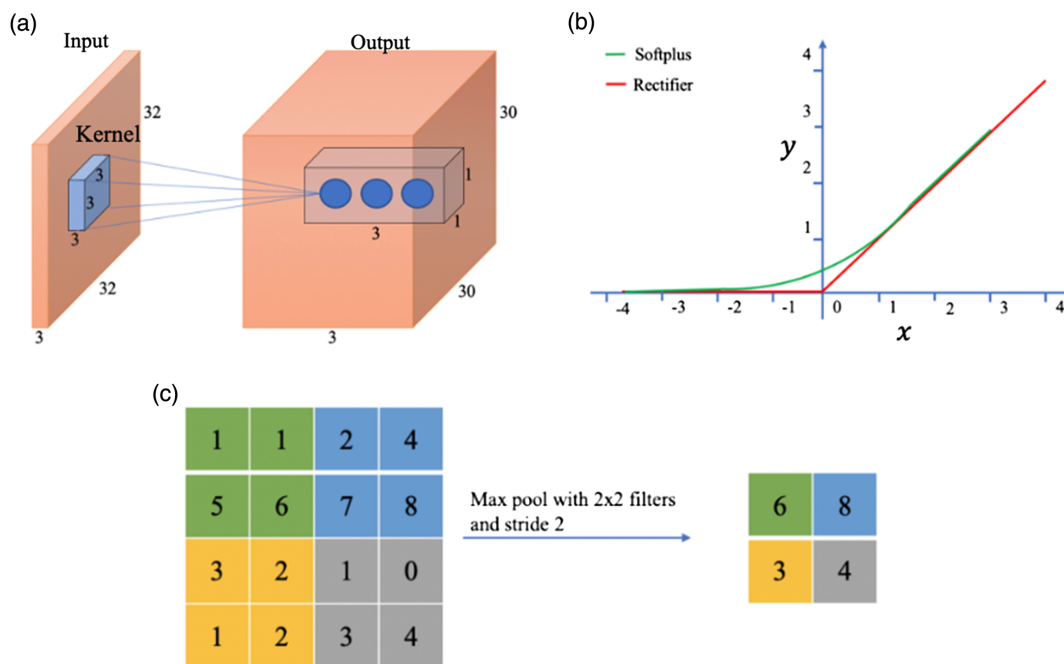 (a)
Input
Output
32
Kernel
3
3
3
32
3
30
1
1
3
30
3
(b)
Softplus
Rectifier
y
4
3
2
1
-4 -3 -2 -1 0 1 2 3 4
x
(c)
1 1 2 4
5 6 7 8
3 2 1 0
1 2 3 4
Max pool with 2x2 filters
and stride 2
6 8
3 4